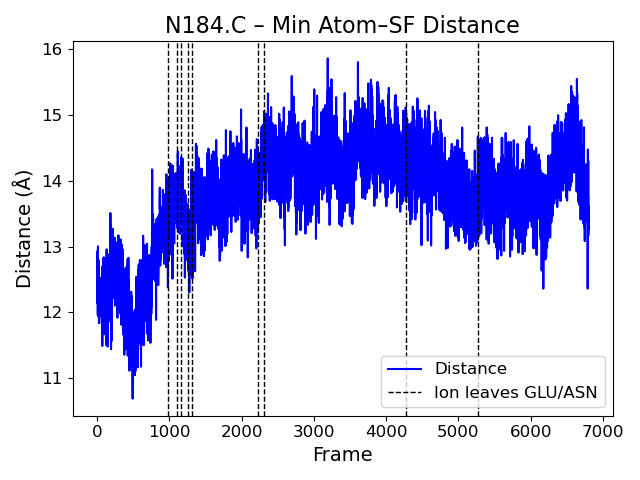 N184.C – Min Atom–SF Distance
Distance (Å)
16
15
14
13
12
11
Distance
Ion leaves GLU/ASN
0 1000 2000 3000 4000 5000 6000 7000
Frame